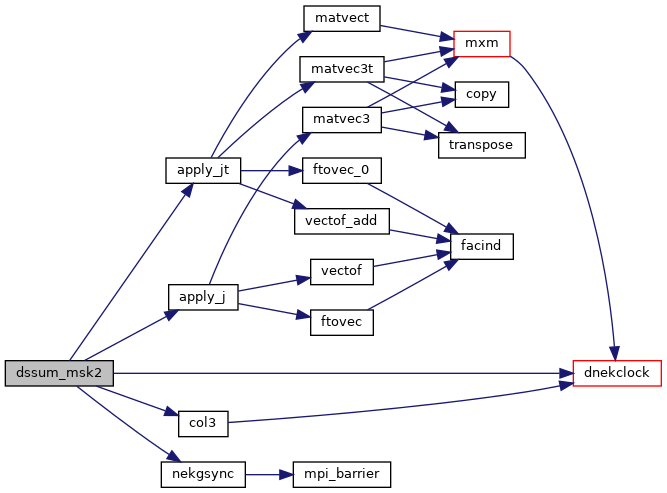 matvect
mxm
matvec3t
copy
matvec3
transpose
apply_jt
ftovec_0
vectof_add
facind
vectof
apply_j
ftovec
dssum_msk2
dnekclock
col3
nekgsync
mpi_barrier